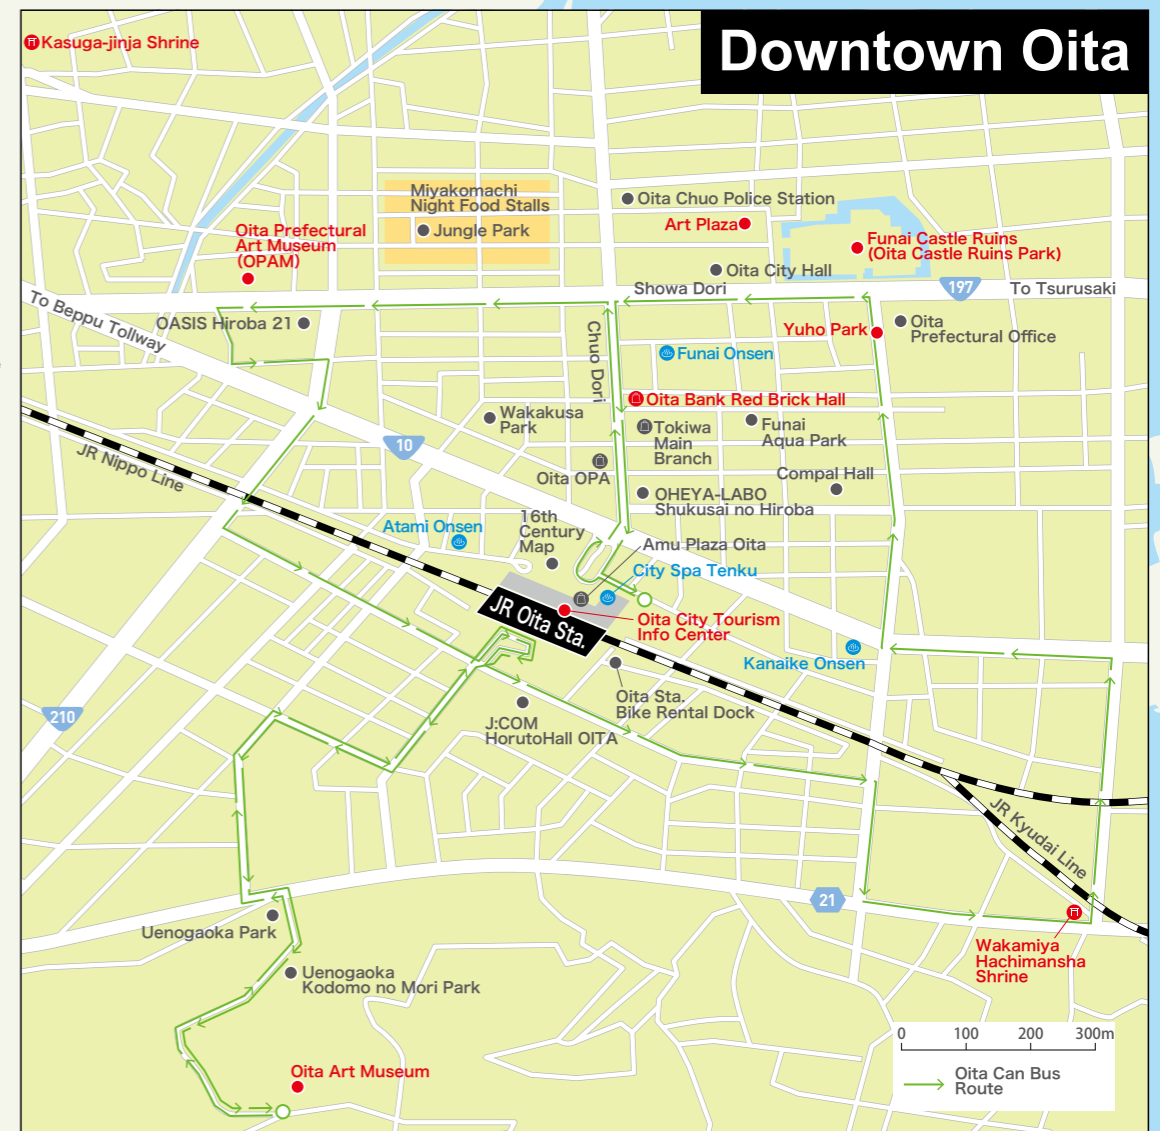 Downtown Oita
Kasuga-jinja Shrine
Miyakomachi
Night Food Stalls
Jungle Park
Oita Chuo Police Station
Art Plaza
Oita Prefectural
Art Museum
(OPAM)
Funai Castle Ruins
(Oita Castle Ruins Park)
Oita City Hall
Showa Dori
197
To Tsurusaki
To Beppu Tollway
OASIS Hiroba 21
Chuo Dori
Yuho Park
Oita
Prefectural Office
Funai Onsen
Oita Bank Red Brick Hall
Wakakusa
Park
Tokiwa
Main
Branch
Funai
Aqua Park
10
JR Nippo Line
Oita OPA
Compal Hall
OHEYA-LABO
Shukusai no Hiroba
Atami Onsen
16th
Century
Map
Amu Plaza Oita
City Spa Tenku
JR Oita Sta.
Oita City Tourism
Info Center
Kanaike Onsen
Oita Sta.
Bike Rental Dock
210
J:COM
HorutoHall OITA
JR Kyudai Line
21
Uenogaoka Park
Wakamiya
Hachimansha
Shrine
Uenogaoka
Kodomo no Mori Park
0 100 200 300m
Oita Can Bus
Route
Oita Art Museum